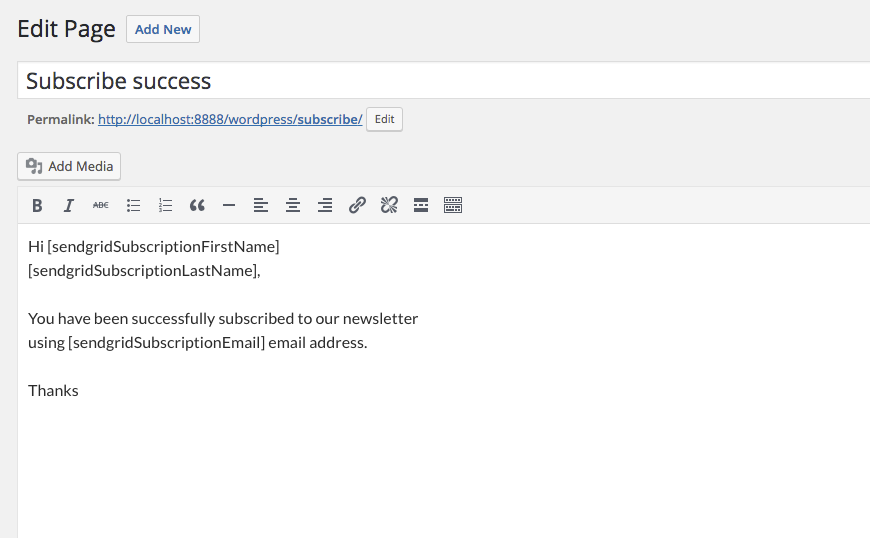 Edit Page Add New
Subscribe success
Permalink: http://localhost:8888/wordpress/subscribe/ Edit
Add Media
B I ABC
Hi [sendgridSubscriptionFirstName]
[sendgridSubscriptionLastName],
You have been successfully subscribed to our newsletter
using [sendgridSubscriptionEmail] email address.
Thanks